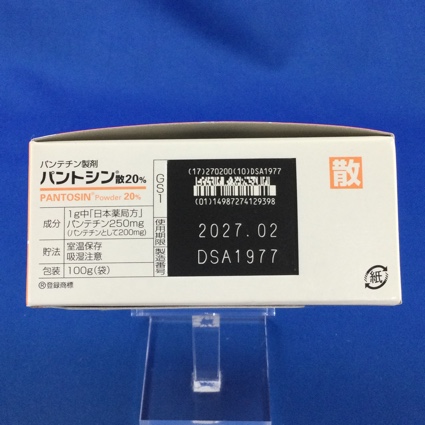 パンテチン製剤
パントシン®散20%
PANTOSIN® Powder 20%
成分 1g中「日本薬局方」
パンテチン250mg
(パンテチンとして200mg)
貯法 室温保存
吸湿注意
包装 100g(袋)
®登録商標
GS1
使用期限 製造番号
(17)270200(10)DSA1977
(01)14987274129398
2027.02
DSA1977
散
紙